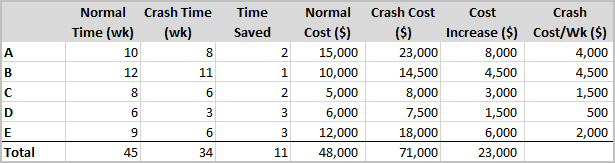 Normal Crash Time Time Normal Crash Cost Cost Crash
Time (wk) (wk) Saved Cost ($) ($) Increase ($) Cost/Wk ($)
A 10 8 2 15,000 23,000 8,000 4,000
B 12 11 1 10,000 14,500 4,500 4,500
C 8 6 2 5,000 8,000 3,000 1,500
D 6 3 3 6,000 7,500 1,500 500
E 9 6 3 12,000 18,000 6,000 2,000
Total 45 34 11 48,000 71,000 23,000